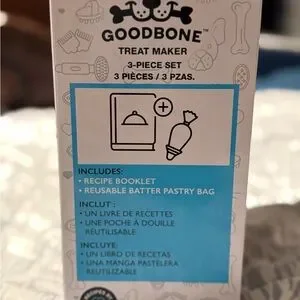 GOODBONE™
TREAT MAKER
3-PIECE SET
3 PIÈCES / 3 PZAS.
INCLUDES:
• RECIPE BOOKLET
• REUSABLE BATTER PASTRY BAG
INCLUT :
• UN LIVRE DE RECETTES
• UNE POCHE À DOUILLE
RÉUTILISABLE
INCLUYE:
• UN LIBRO DE RECETAS
• UNA MANGA PASTELERA
REUTILIZABLE